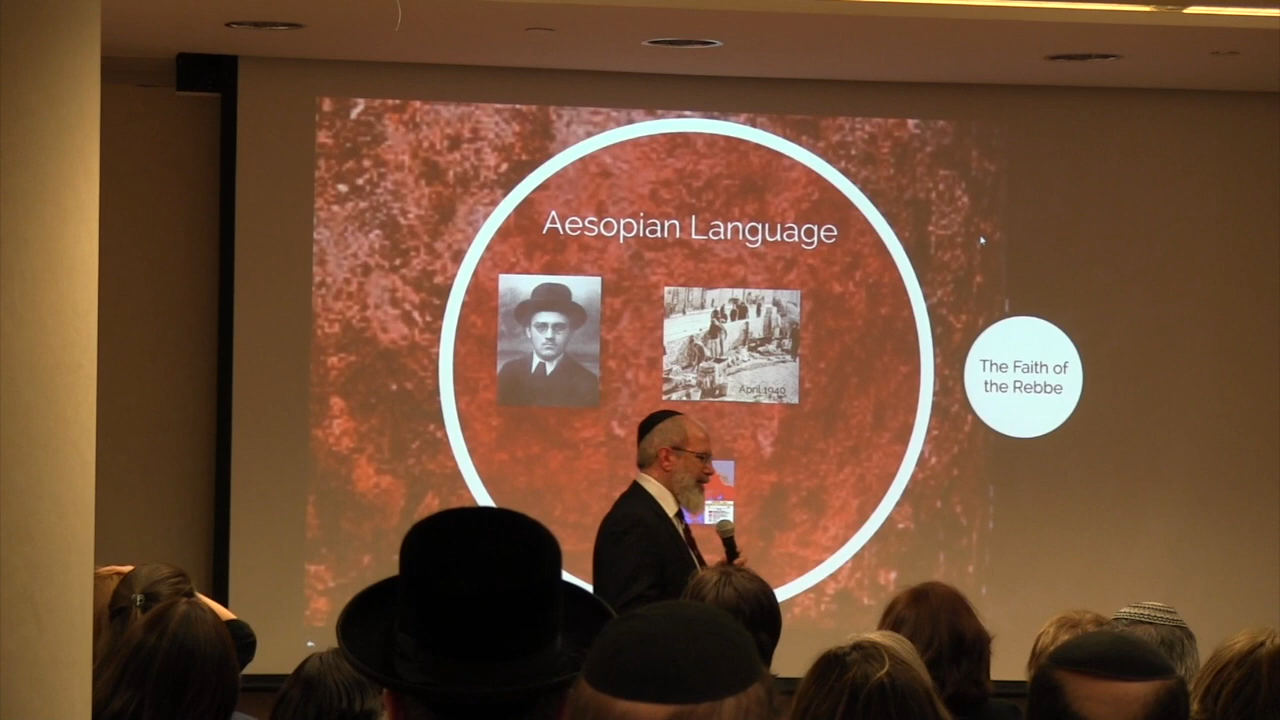 Aesopian Language
April 1940
The Faith of
the Rebbe